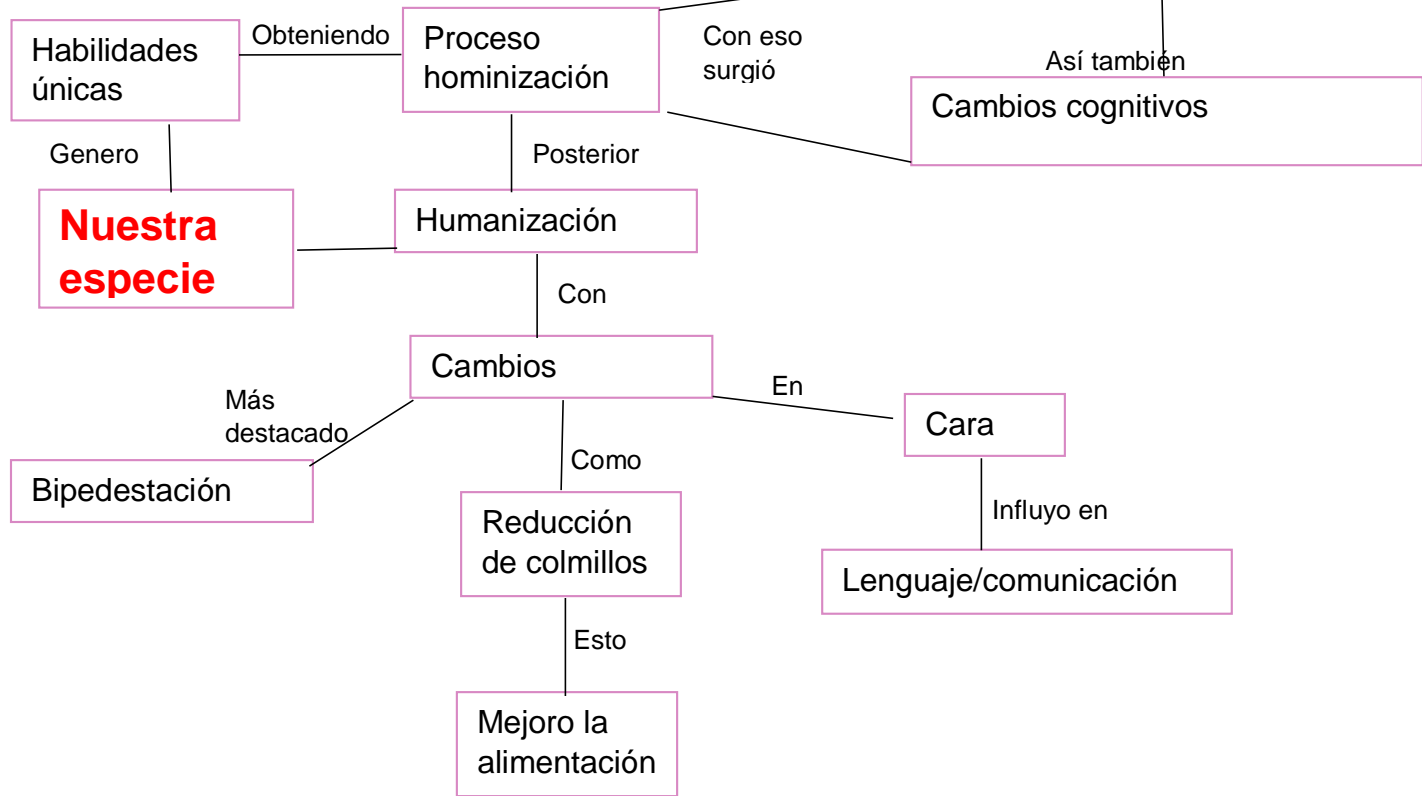 Habilidades
únicas
Obteniendo
Proceso
hominización
Con eso
surgió
Así también
Cambios cognitivos
Genero
Posterior
Nuestra
especie
Humanización
Con
Cambios
Más
destacado
En
Cara
Bipedestación
Como
Reducción
de colmillos
Influyo en
Lenguaje/comunicación
Esto
Mejoro la
alimentación